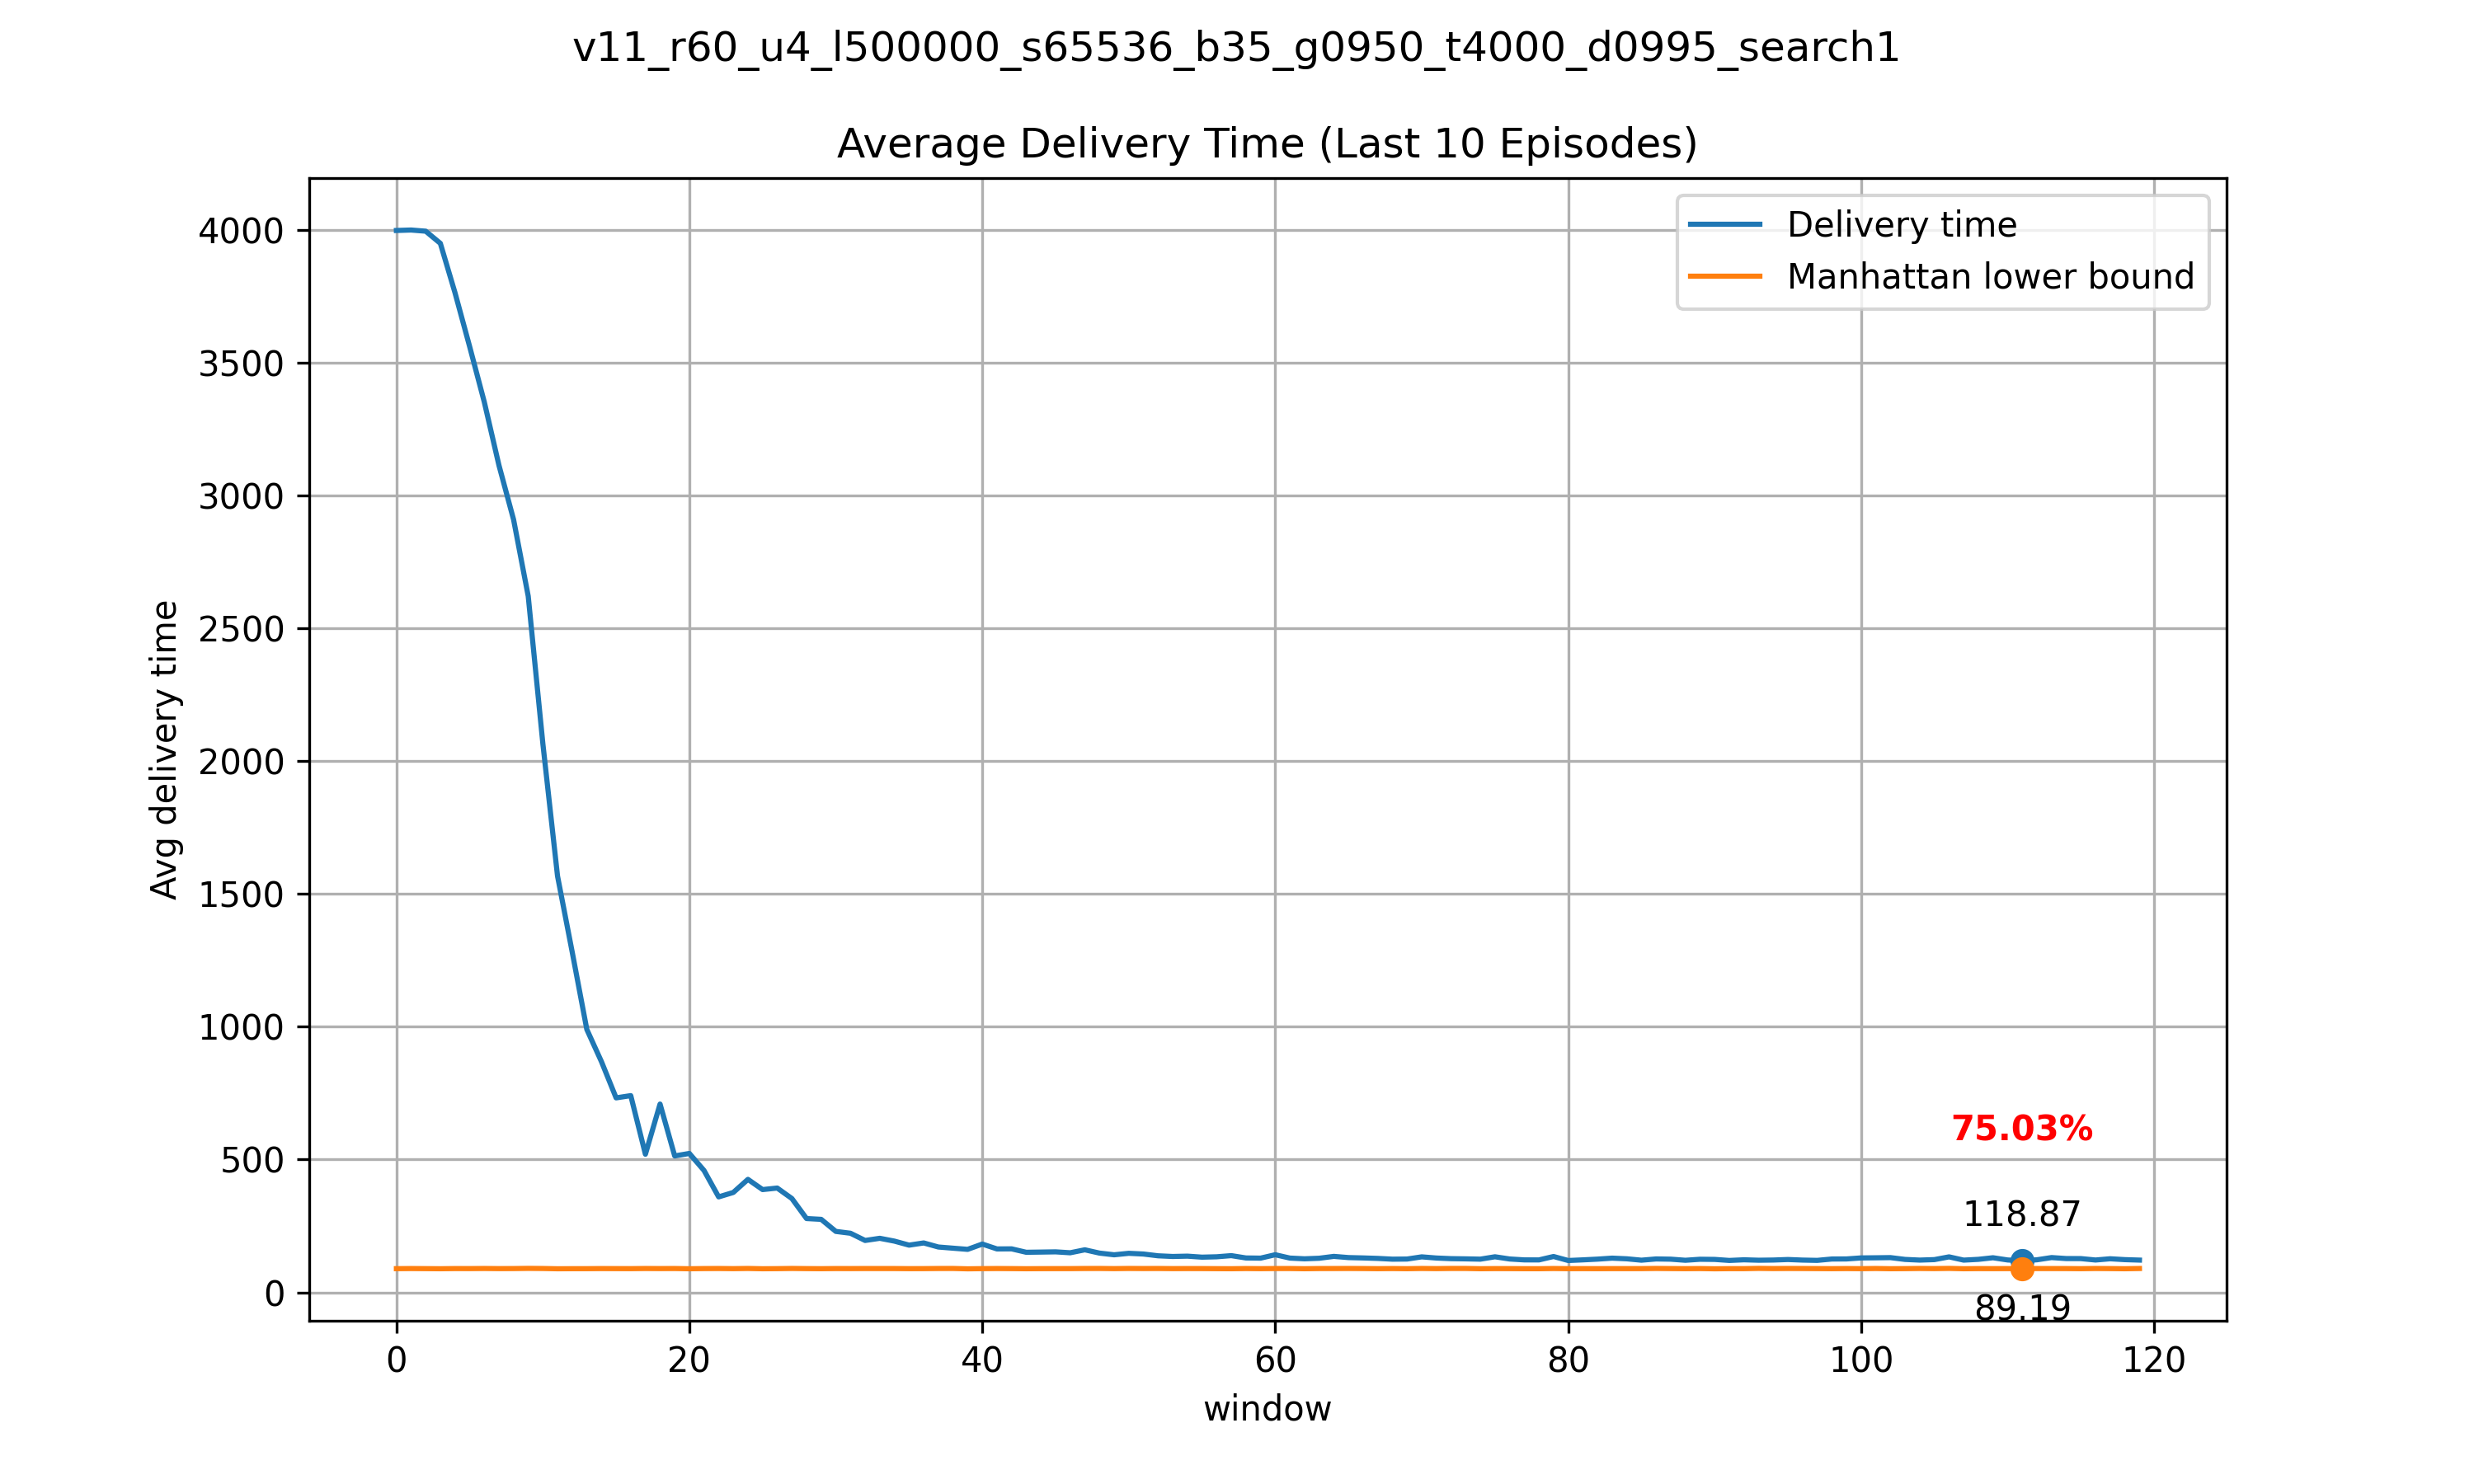 v11_r60_u4_l500000_s65536_b35_g0950_t4000_d0995_search1
Average Delivery Time (Last 10 Episodes)
Delivery time
Manhattan lower bound
Avg delivery time
4000
3500
3000
2500
2000
1500
1000
500
0
75.03%
118.87
89.19
0 20 40 60 80 100 120
window